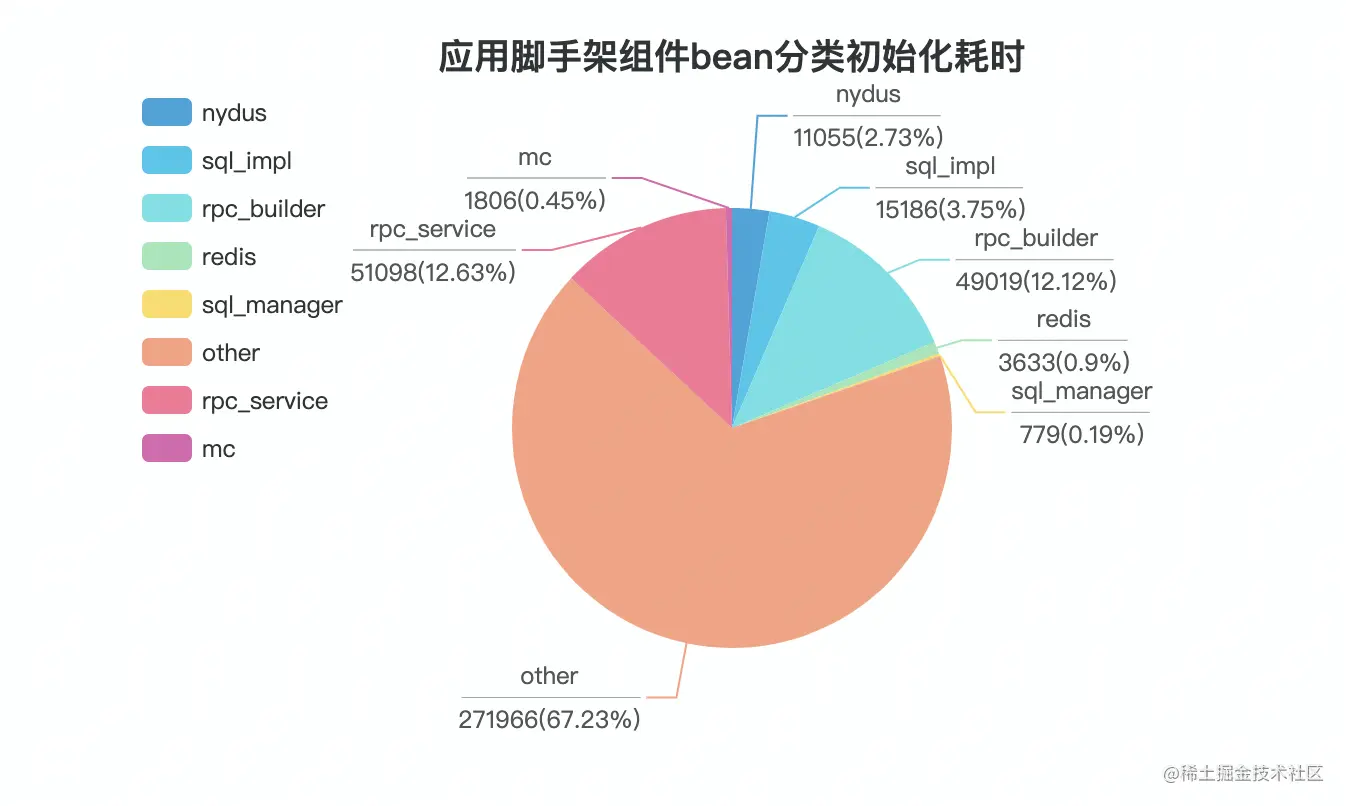 应用脚手架组件bean分类初始化耗时
nydus
sql_impl
rpc_builder
redis
sql_manager
other
rpc_service
mc
nydus
11055(2.73%)
sql_impl
15186(3.75%)
rpc_builder
49019(12.12%)
redis
3633(0.9%)
sql_manager
779(0.19%)
other
271966(67.23%)
rpc_service
51098(12.63%)
mc
1806(0.45%)
@稀土掘金技术社区